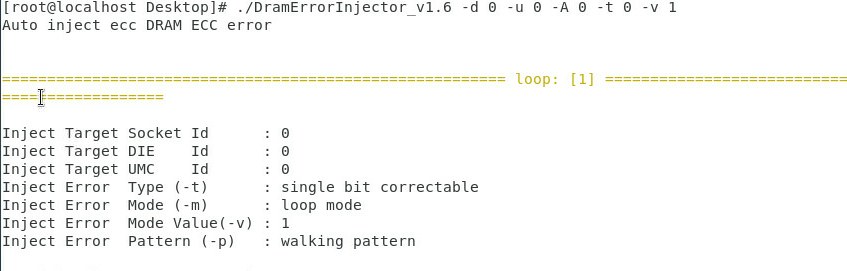 [root@localhost Desktop]# ./DramErrorInjector_v1.6 -d 0 -u 0 -A 0 -t 0 -v 1
Auto inject ecc DRAM ECC error
======================================================== loop: [1] ===========================
==================
Inject Target Socket Id      : 0
Inject Target DIE    Id      : 0
Inject Target UMC    Id      : 0
Inject Error  Type (-t)      : single bit correctable
Inject Error  Mode (-m)      : loop mode
Inject Error  Mode Value(-v) : 1
Inject Error  Pattern (-p)   : walking pattern